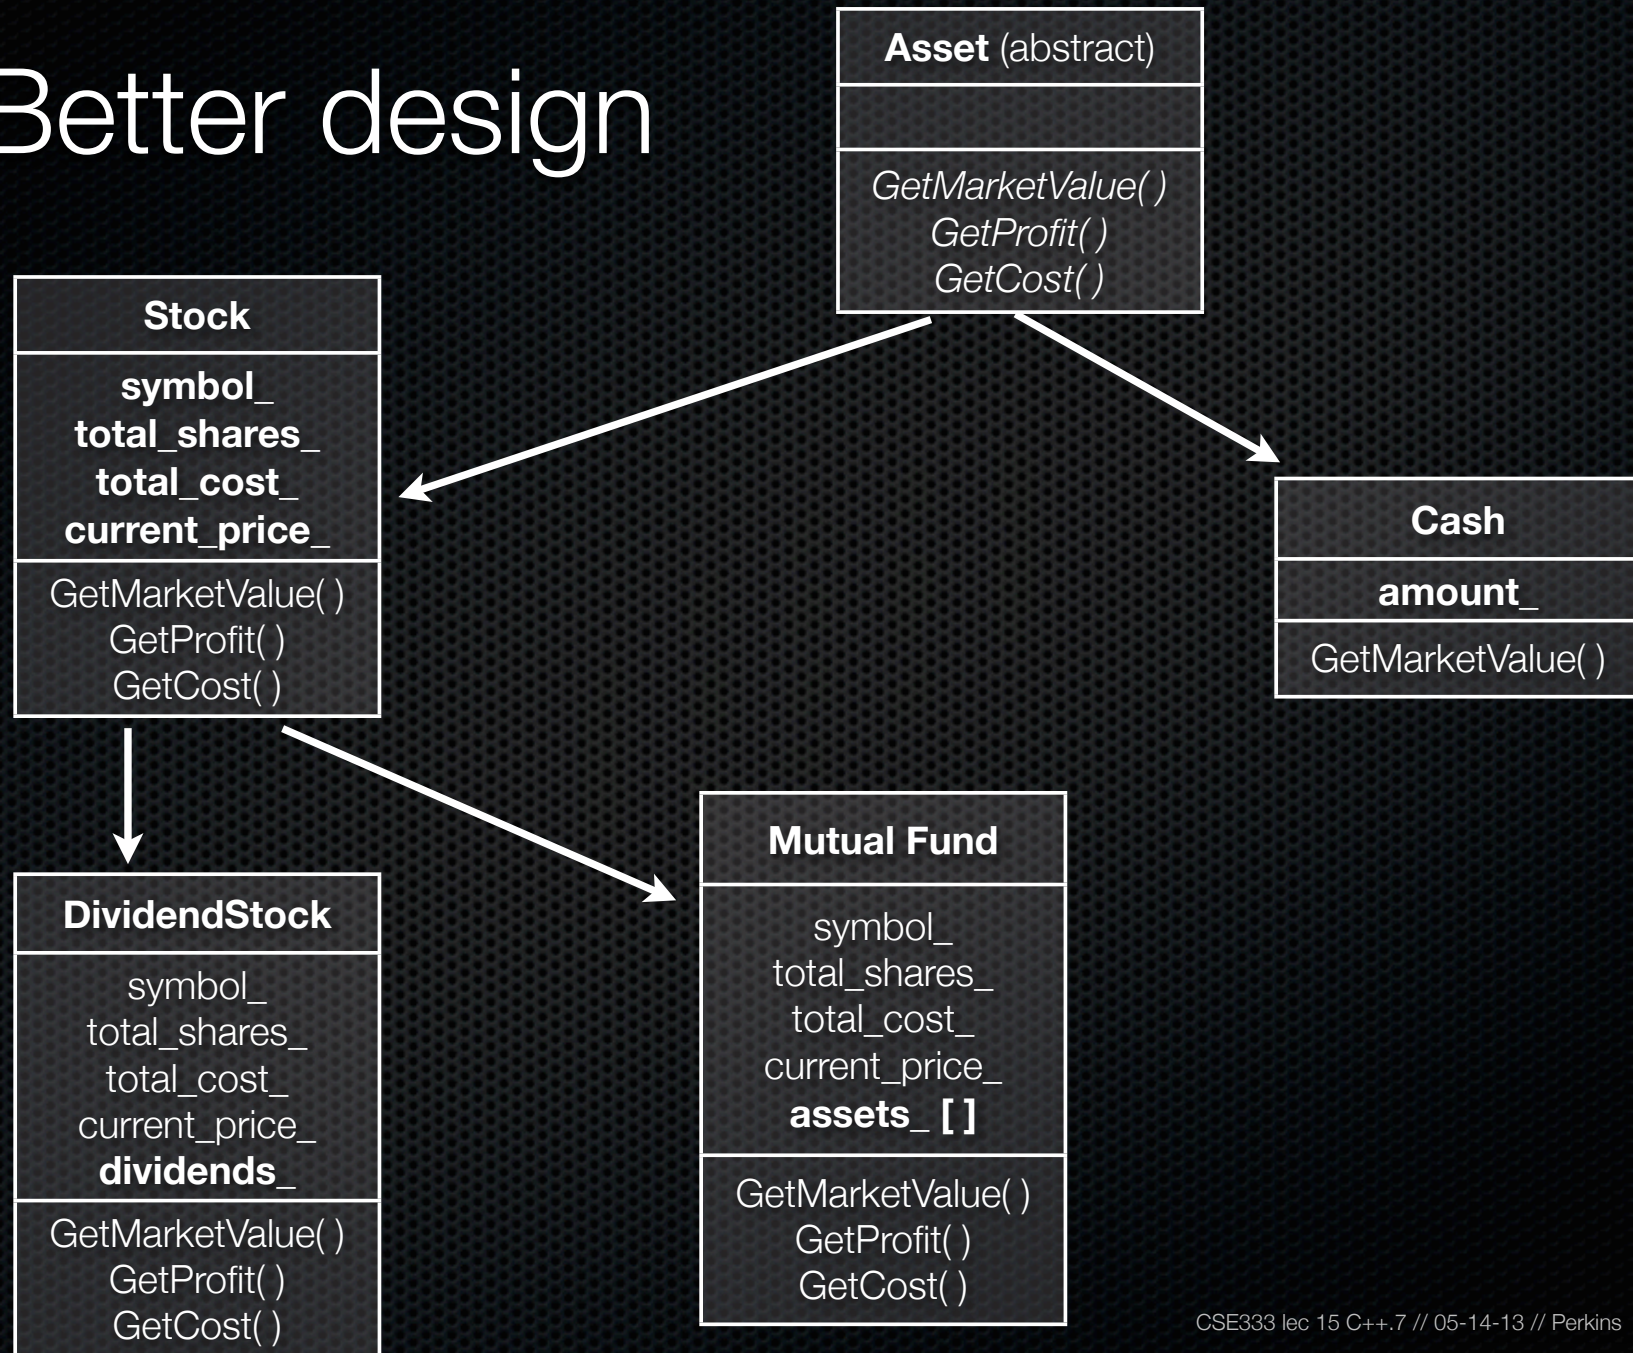 Better design
Asset (abstract)
GetMarketValue( )
GetProfit( )
GetCost( )
Stock
symbol_
total_shares_
total_cost_
current_price_
GetMarketValue( )
GetProfit( )
GetCost( )
Cash
amount_
GetMarketValue( )
DividendStock
symbol_
total_shares_
total_cost_
current_price_
dividends_
GetMarketValue( )
GetProfit( )
GetCost( )
Mutual Fund
symbol_
total_shares_
total_cost_
current_price_
assets_ [ ]
GetMarketValue( )
GetProfit( )
GetCost( )
CSE333 lec 15 C++.7 // 05-14-13 // Perkins